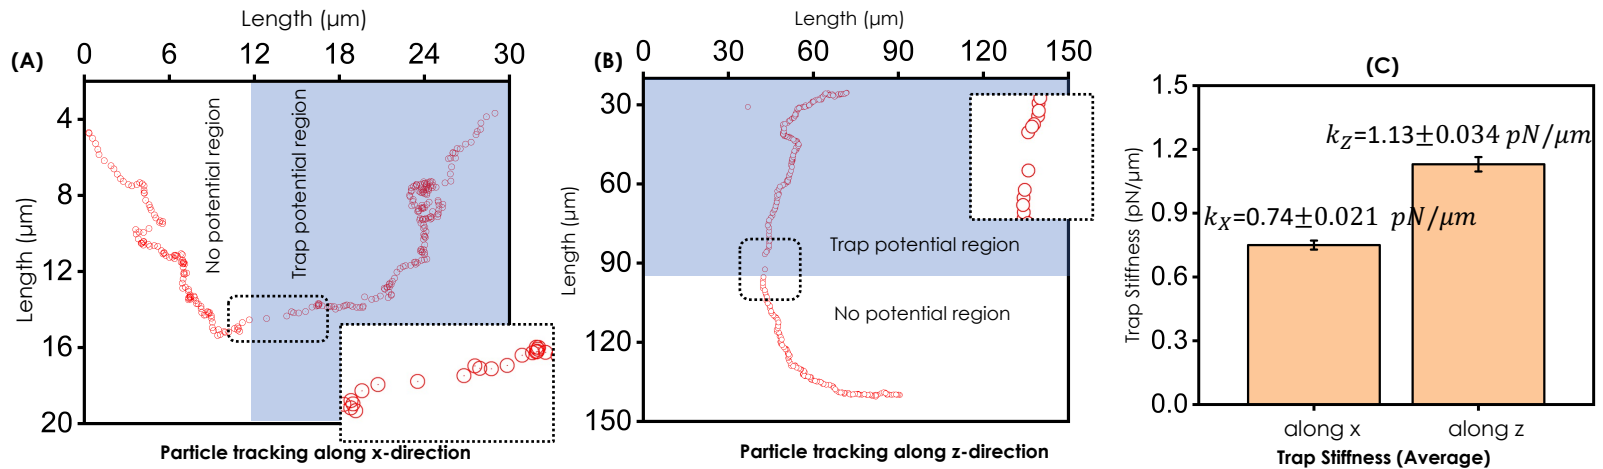 (A)
Length (µm)
0 6 12 18 24 30
Length (µm)
4
8
12
16
20
No potential region
Trap potential region
Particle tracking along x-direction
(B)
Length (µm)
0 30 60 90 120 150
Length (µm)
30
60
90
120
150
Trap potential region
No potential region
Particle tracking along z-direction
(C)
Trap Stiffness (pN/µm)
1.5
1.2
0.9
0.6
0.3
0.0
k_Z=1.13±0.034 pN/µm
k_X=0.74±0.021 pN/µm
along x along z
Trap Stiffness (Average)